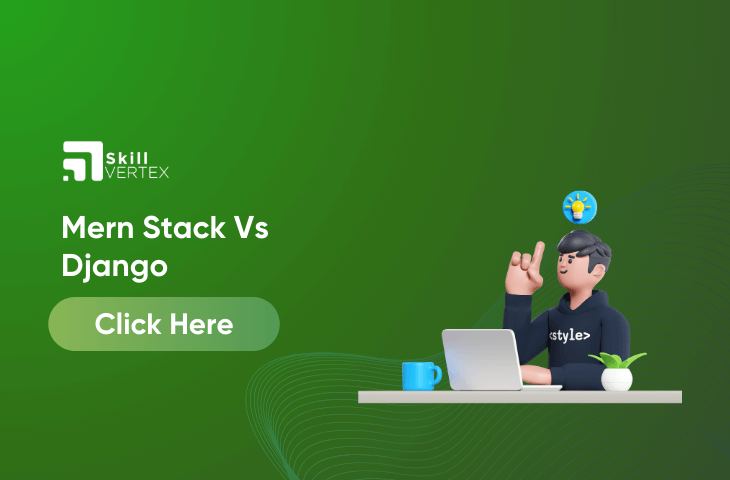 Skill
VERTEX
Mern Stack Vs
Django
Click Here
<style>